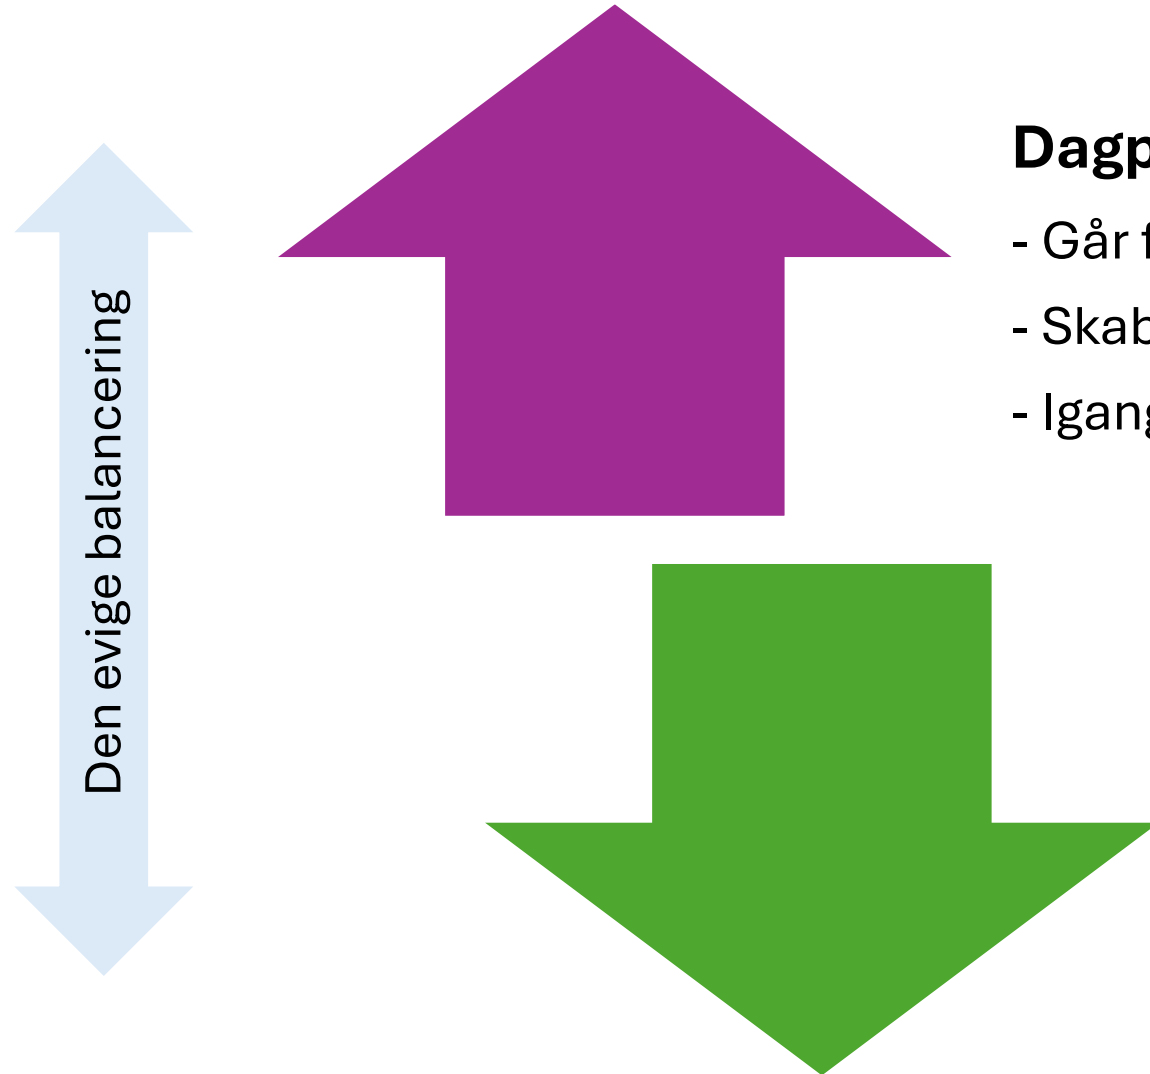 Den evige balancering
Dagp
- Går f
- Skab
- Igang